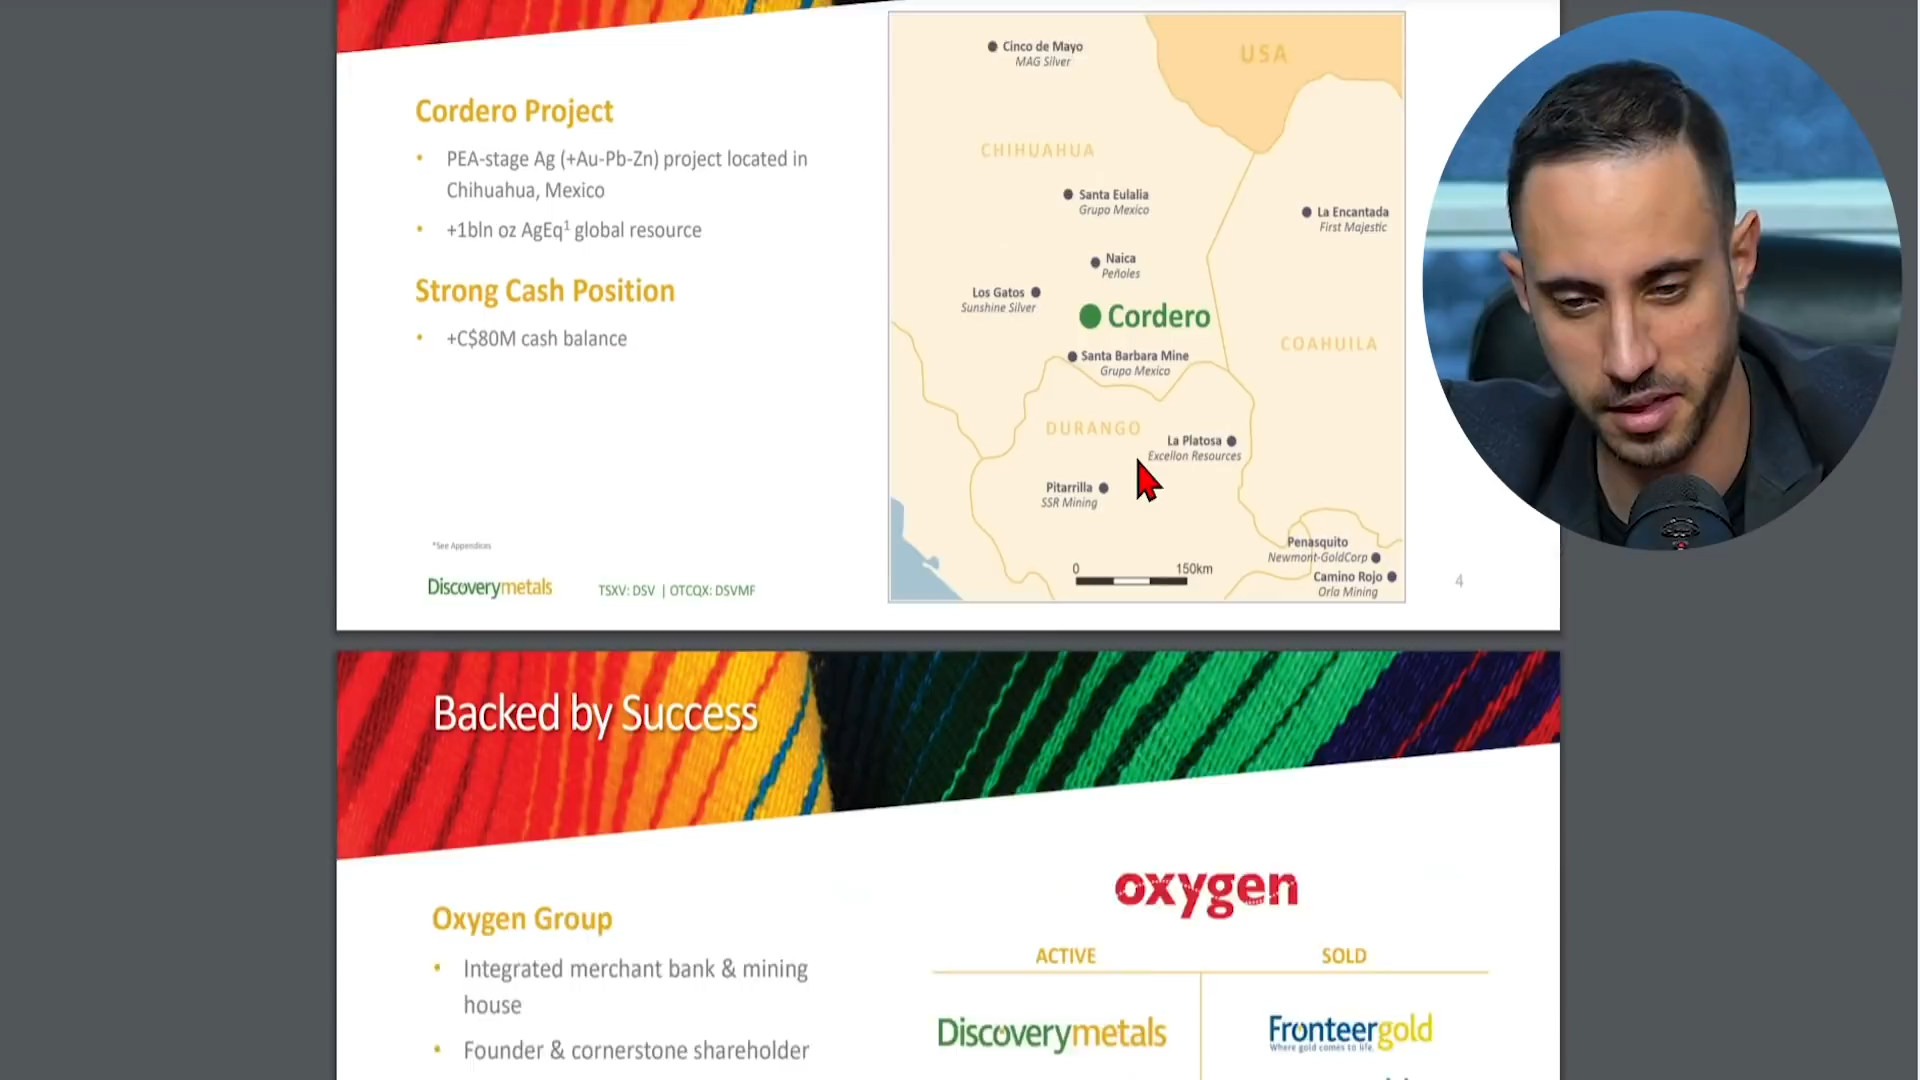 Cordero Project
• PEA-stage Ag (+Au-Pb-Zn) project located in
Chihuahua, Mexico
• +1bln oz AgEq1 global resource
Strong Cash Position
• +C$80M cash balance
*See Appendices
Discoverymetals
TSXV: DSV | OTCQX: DSVMF
Cinco de Mayo
MAG Silver
USA
CHIHUAHUA
Santa Eulalia
Grupo Mexico
La Encantada
First Majestic
Naica
Peñoles
Los Gatos
Sunshine Silver
Cordero
COAHUILA
Santa Barbara Mine
Grupo Mexico
DURANGO
La Platosa
Excellon Resources
Pitarrilla
SSR Mining
Penasquito
Newmont-GoldCorp
0 150km
Camino Rojo
Orla Mining
4
Backed by Success
Oxygen Group
• Integrated merchant bank & mining
house
• Founder & cornerstone shareholder
oxygen
ACTIVE SOLD
Discoverymetals
Fronteergold
Where gold comes to life.